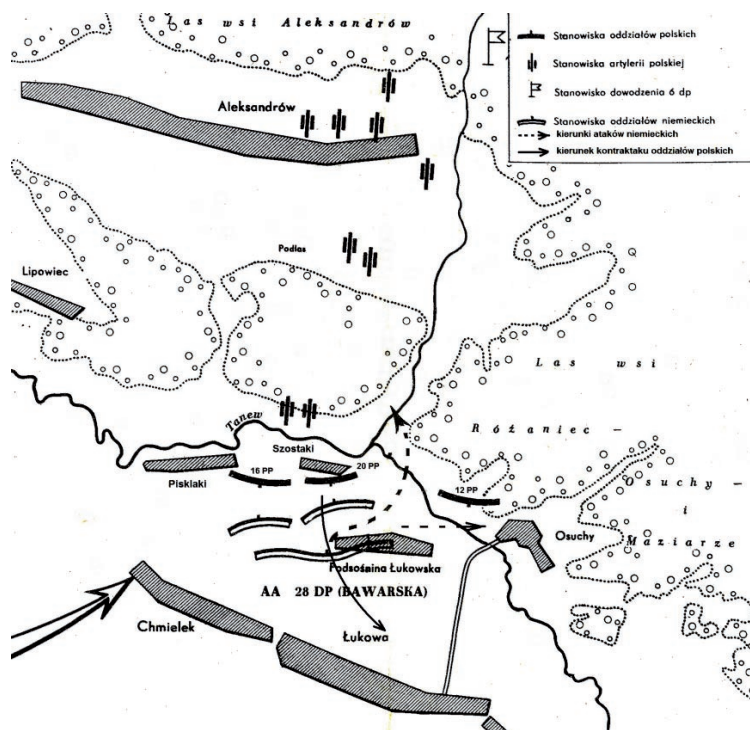 Las wsi Aleksandrów
Stanowiska oddziałów polskich
Stanowiska artylerii polskiej
Stanowisko dowodzenia 6 dp
Stanowiska oddziałów niemieckich
kierunki ataków niemieckich
kierunek kontraktaku oddziałów polskich
Aleksandrów
Podlas
Lipowiec
Las wsi
Różaniec –
Osuchy –
i
Maziarze
Tanew
Szostaki
Pisklaki
16 PP
20 PP
12 PP
Osuchy
Podsośnina Łukowska
AA 28 DP (BAWARSKA)
Chmielek
Łukowa